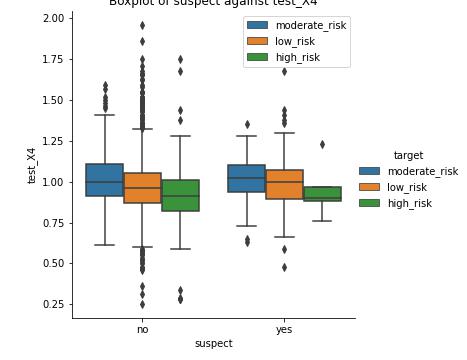 Boxplot of suspect against test_X4
moderate_risk
low_risk
high_risk
2.00
1.75
1.50
1.25
1.00
0.75
0.50
0.25
test_X4
no
yes
suspect
target
moderate_risk
low_risk
high_risk